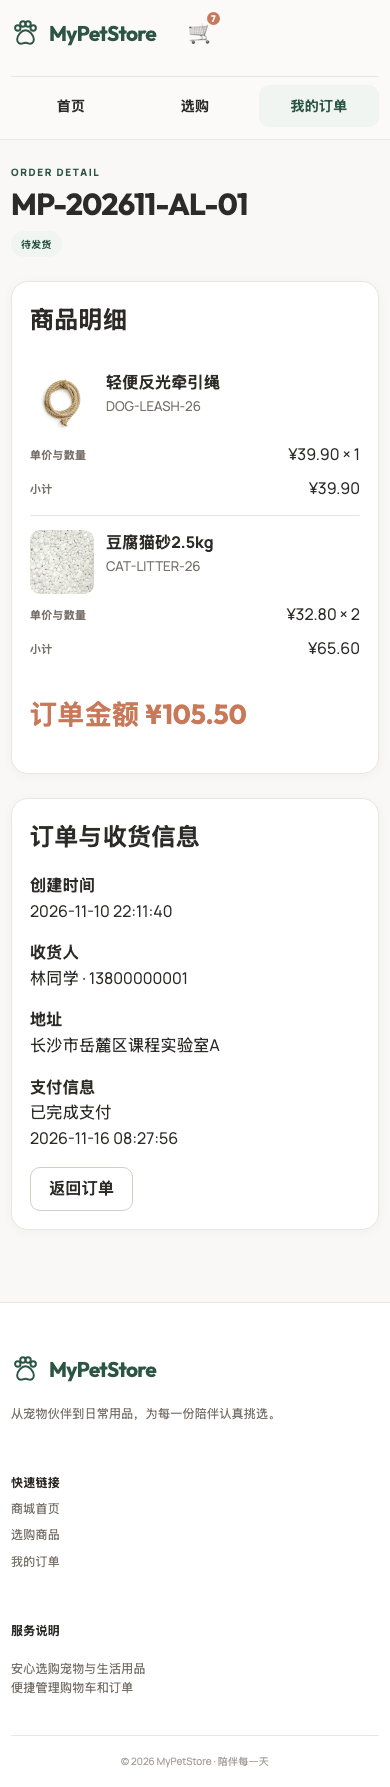 MyPetStore
7
首页 选购 我的订单
ORDER DETAIL
MP-202611-AL-01
待发货
商品明细
轻便反光牵引绳
DOG-LEASH-26
单价与数量 ¥39.90 × 1
小计 ¥39.90
豆腐猫砂2.5kg
CAT-LITTER-26
单价与数量 ¥32.80 × 2
小计 ¥65.60
订单金额 ¥105.50
订单与收货信息
创建时间
2026-11-10 22:11:40
收货人
林同学 · 13800000001
地址
长沙市岳麓区课程实验室A
支付信息
已完成支付
2026-11-16 08:27:56
返回订单
MyPetStore
从宠物伙伴到日常用品，为每一份陪伴认真挑选。
快速链接
商城首页
选购商品
我的订单
服务说明
安心选购宠物与生活用品
便捷管理购物车和订单
© 2026 MyPetStore · 陪伴每一天